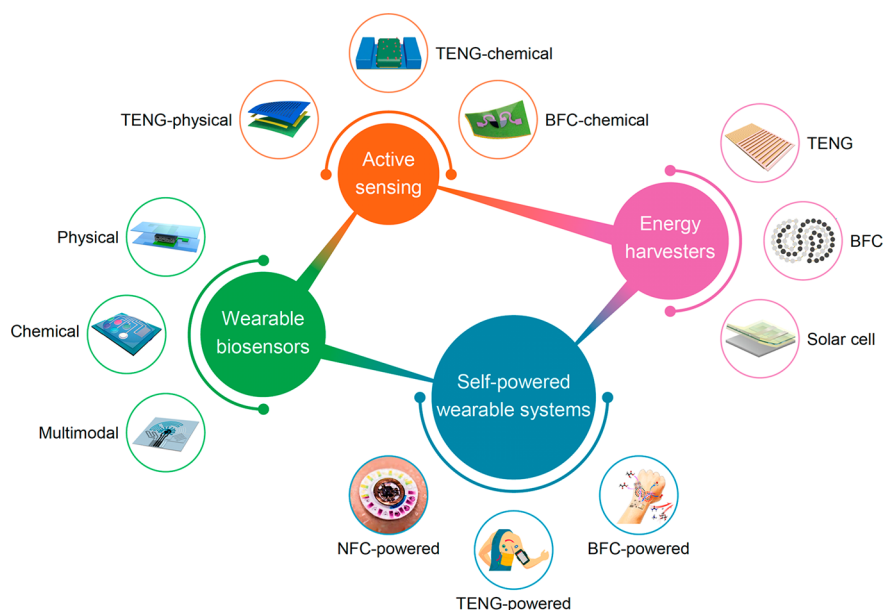 TENG-chemical
TENG-physical
BFC-chemical
Active
sensing
TENG
Physical
Energy
harvesters
BFC
Chemical
Wearable
biosensors
Solar cell
Self-powered
wearable systems
Multimodal
NFC-powered
BFC-powered
TENG-powered